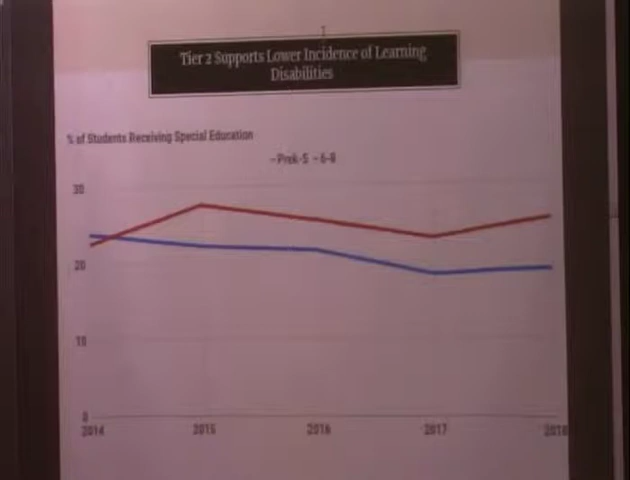 Tier 2 Supports Lower Incidence of Learning
Disabilities
% of Students Receiving Special Education
– Prek-5 – 6-8
30
20
10
0
2014 2015 2016 2017 2018